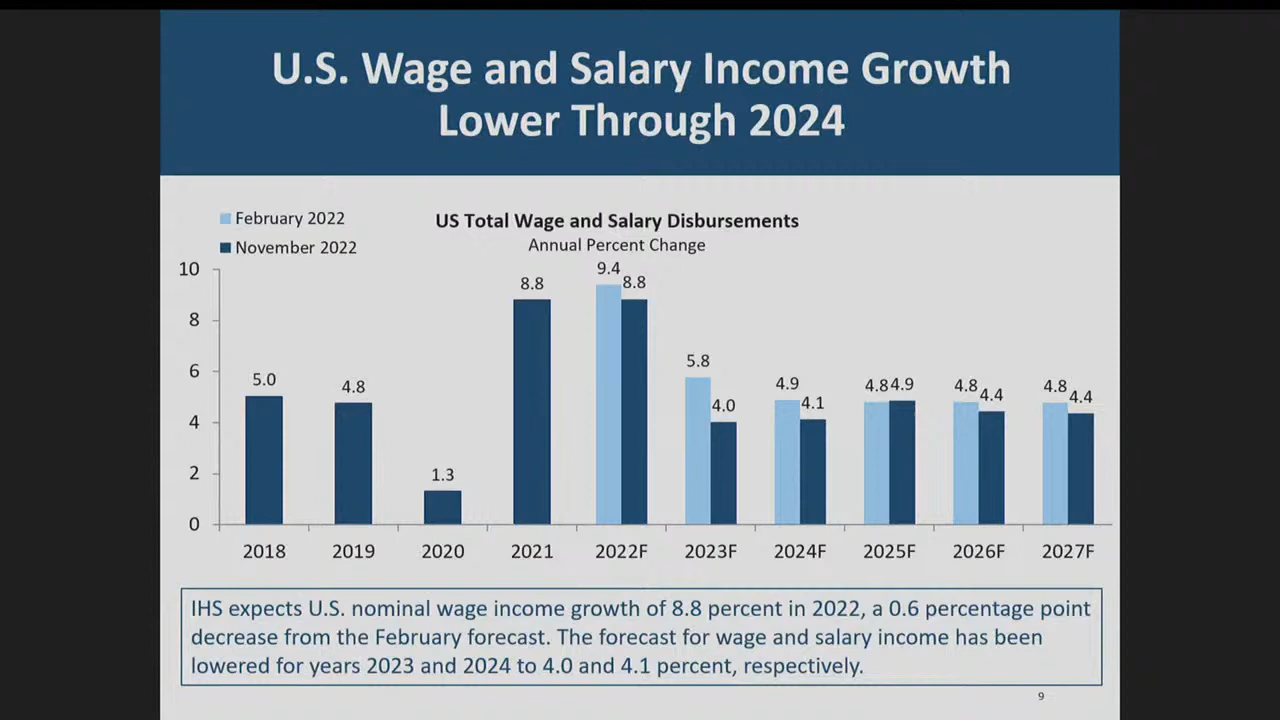 U.S. Wage and Salary Income Growth
Lower Through 2024
February 2022
November 2022
US Total Wage and Salary Disbursements
Annual Percent Change
10
8
6
4
2
0
5.0
4.8
1.3
8.8
9.4
8.8
5.8
4.0
4.9
4.1
4.8
4.9
4.8
4.4
4.8
4.4
2018
2019
2020
2021
2022F
2023F
2024F
2025F
2026F
2027F
IHS expects U.S. nominal wage income growth of 8.8 percent in 2022, a 0.6 percentage point
decrease from the February forecast. The forecast for wage and salary income has been
lowered for years 2023 and 2024 to 4.0 and 4.1 percent, respectively.
9